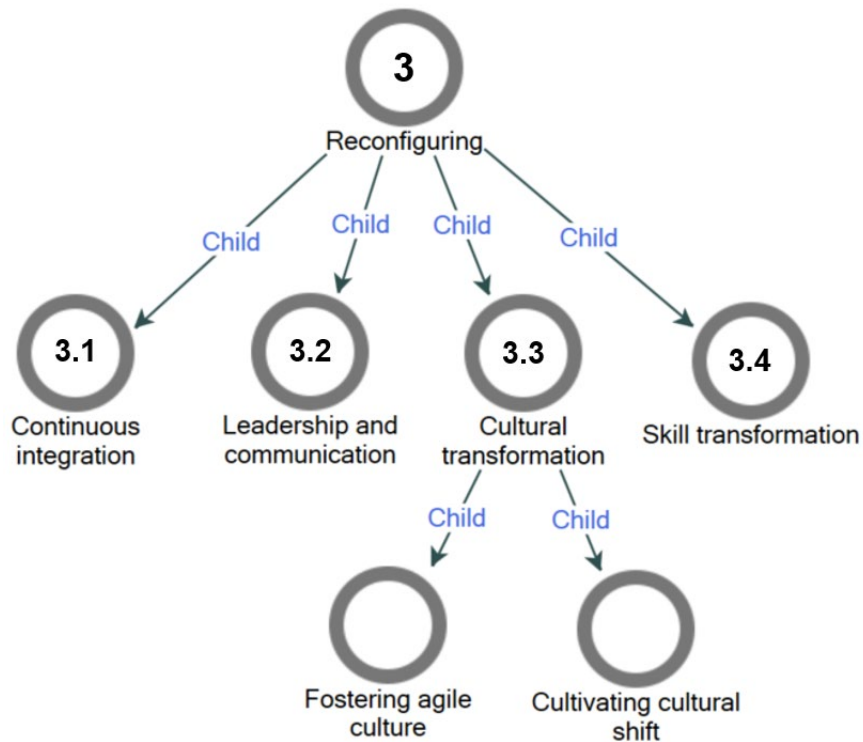 3
Reconfiguring
Child
Child
Child
Child
3.1
3.2
3.3
3.4
Continuous
integration
Leadership and
communication
Cultural
transformation
Skill transformation
Child
Child
Fostering agile
culture
Cultivating cultural
shift